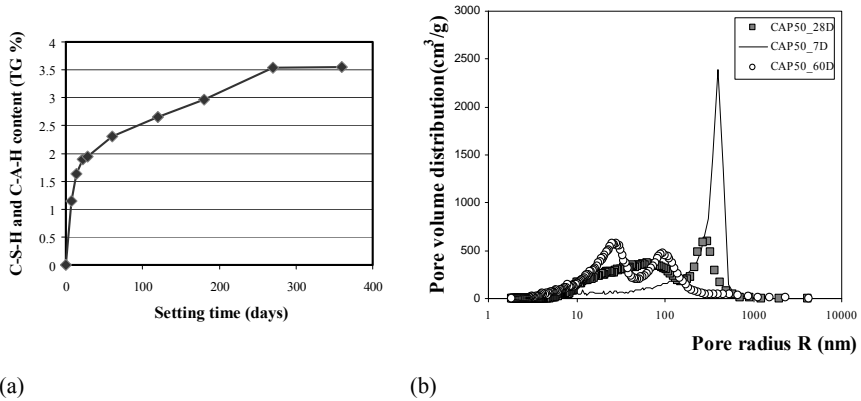 C-S-H and C-A-H content (TG %)
4
3.5
3
2.5
2
1.5
1
0.5
0
0 100 200 300 400
Setting time (days)
(a)
Pore volume distribution(cm³/g)
3000
2500
2000
1500
1000
500
0
1 10 100 1000 10000
Pore radius R (nm)
CAP50_28D
CAP50_7D
CAP50_60D
(b)